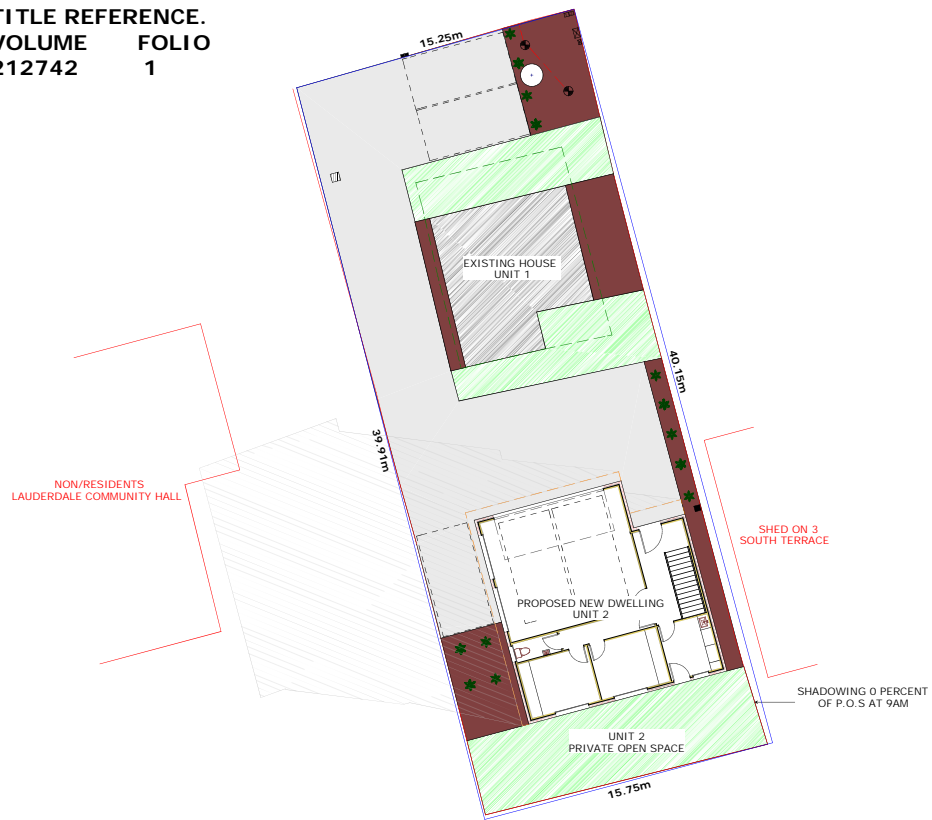 TITLE REFERENCE.
VOLUME FOLIO
212742 1
15.25m
EXISTING HOUSE
UNIT 1
40.15m
39.91m
NON/RESIDENTS
LAUDERDALE COMMUNITY HALL
SHED ON 3
SOUTH TERRACE
PROPOSED NEW DWELLING
UNIT 2
SHADOWING 0 PERCENT
OF P.O.S AT 9AM
UNIT 2
PRIVATE OPEN SPACE
15.75m